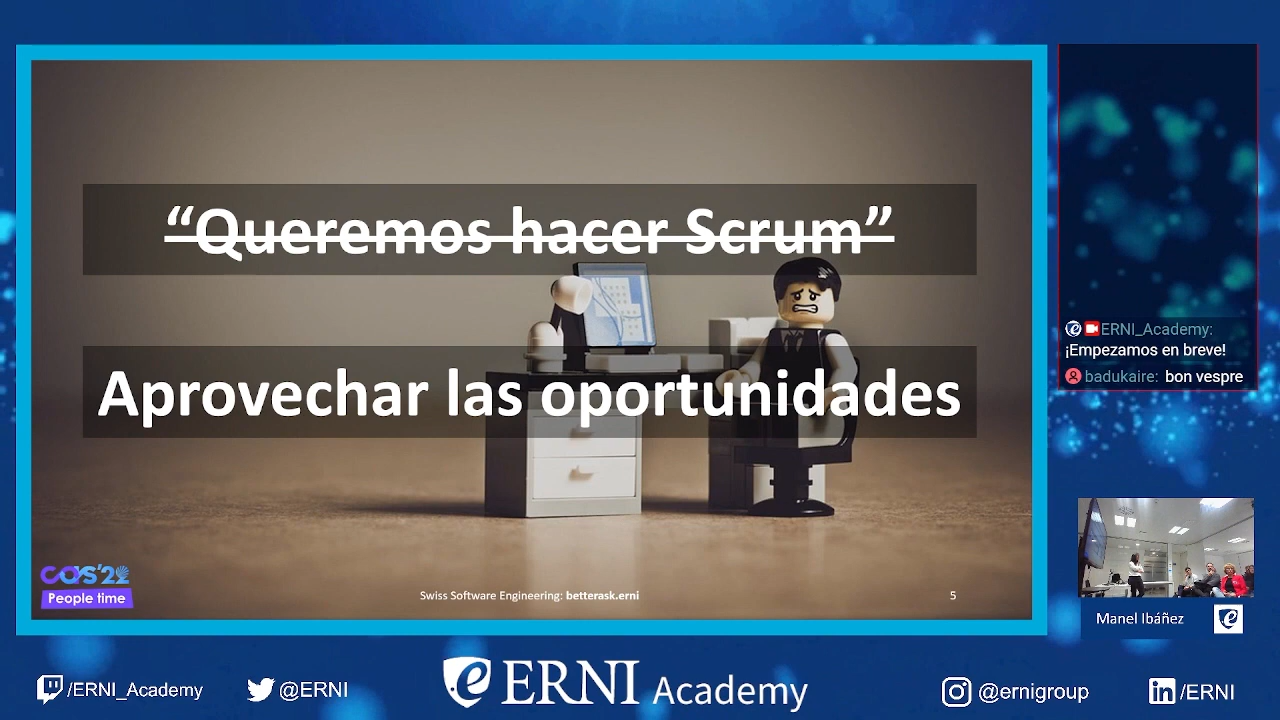 “Queremos hacer Scrum”
Aprovechar las oportunidades
CAS'22
People time
Swiss Software Engineering: betterask.erni
5
ERNI_Academy:
¡Empezamos en breve!
badukaire: bon vespre
Manel Ibáñez
/ERNI_Academy
@ERNI
ERNI Academy
@ernigroup
/ERNI